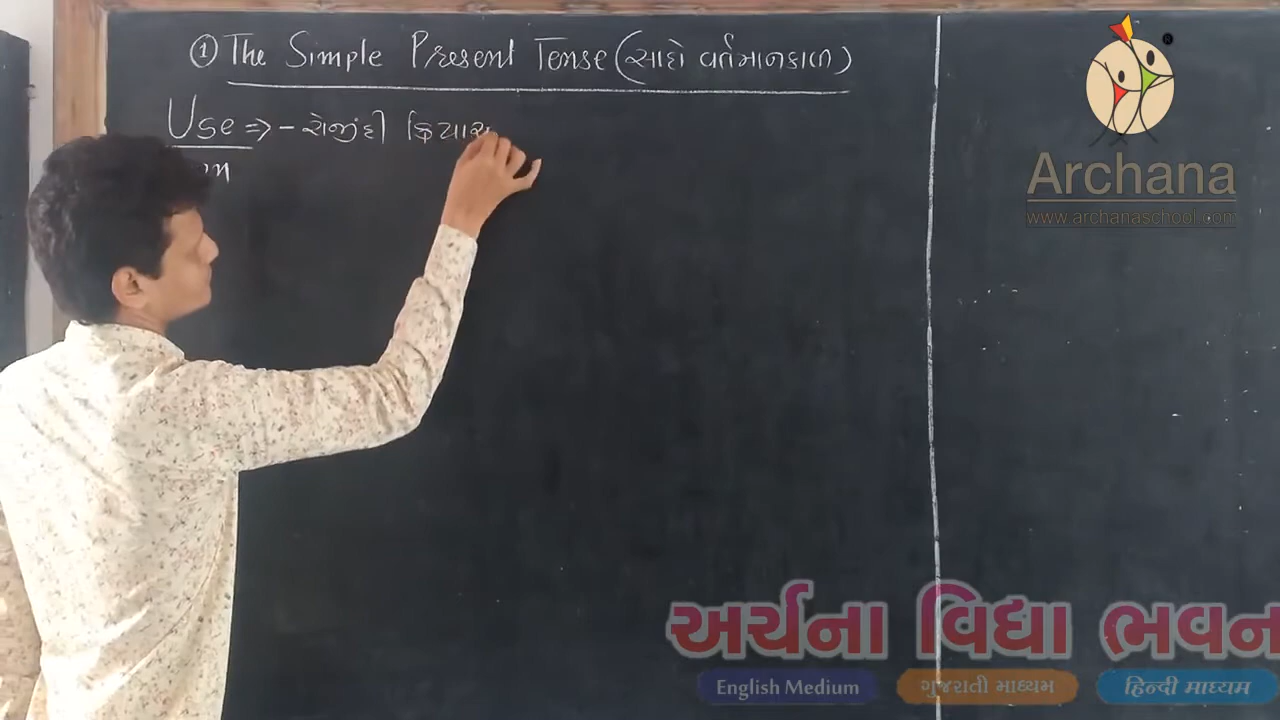 ① The Simple Present Tense (સાદો વર્તમાનકાળ)
Use ⇒ - રોજીંદી
Archana
www.archanaschool.com
અર્ચના વિદ્યા ભવન
English Medium
ગુજરાતી માધ્યમ
हिन्दी માધ્યમ